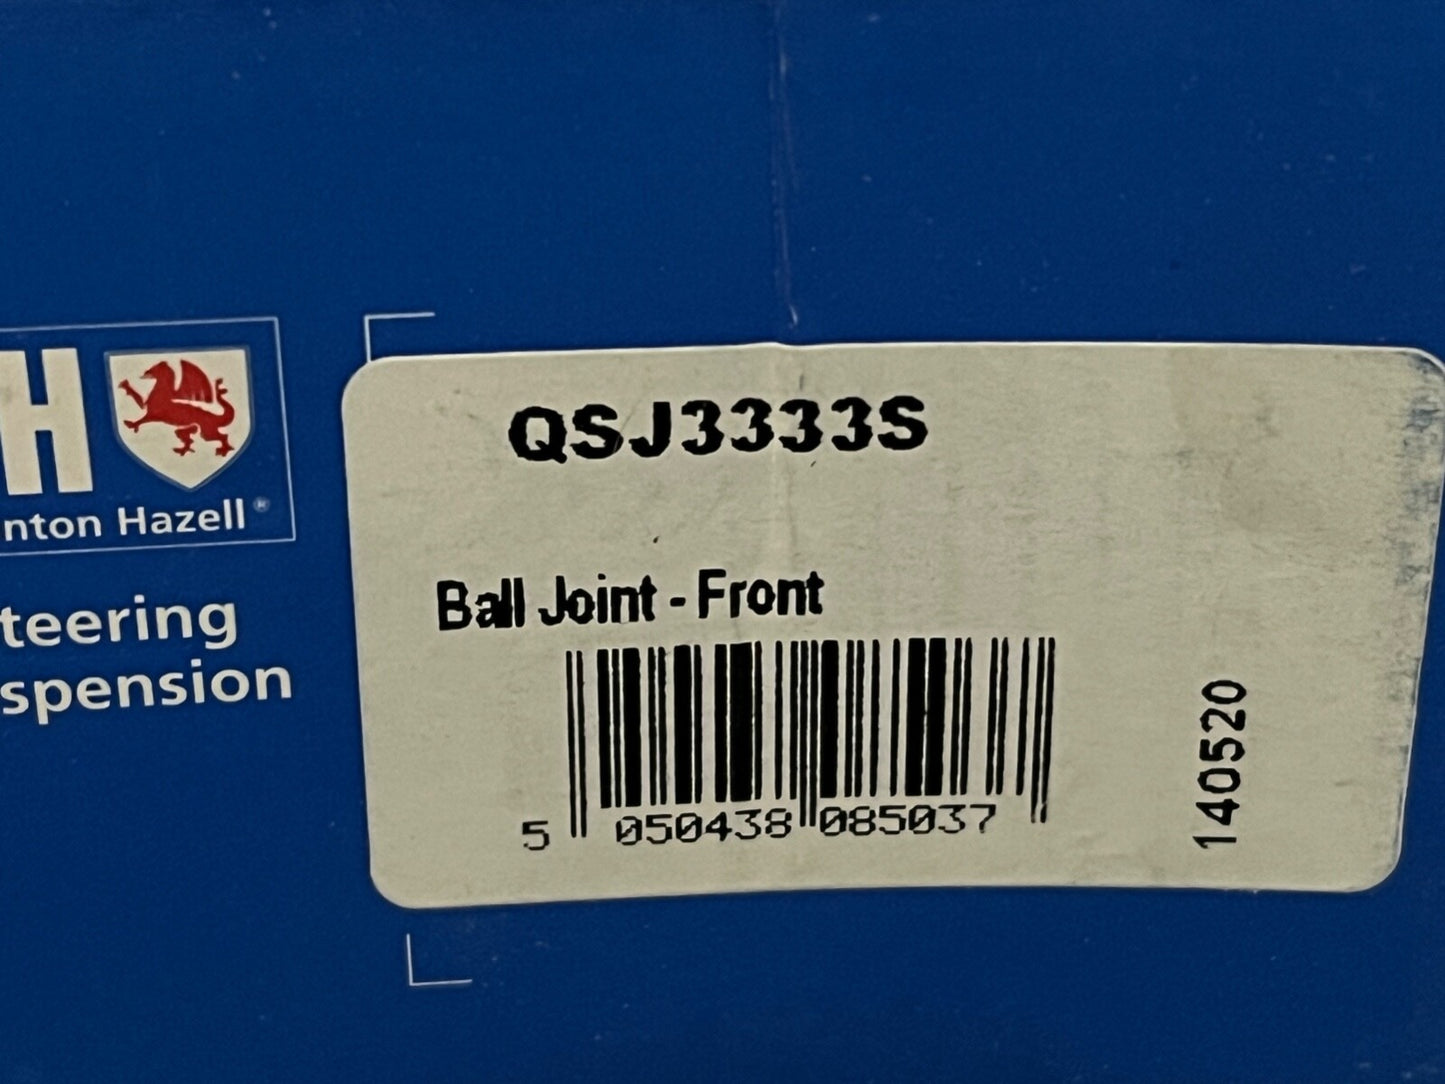 H
nton Hazell®
teering
spension
QSJ3333S
Ball Joint - Front
5 050438 085037
140520